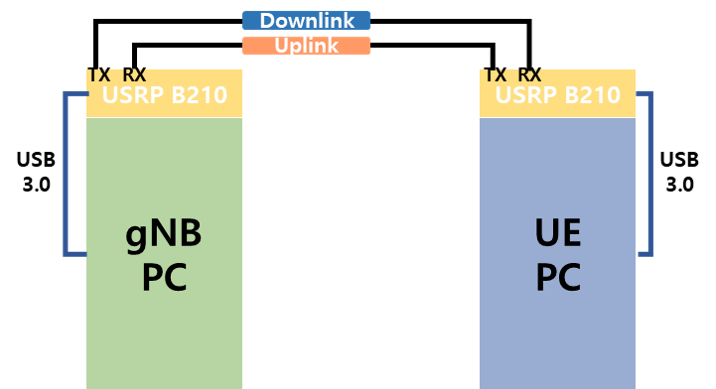 Downlink
Uplink
TX RX
USRP B210
TX RX
USRP B210
USB
3.0
USB
3.0
gNB
PC
UE
PC